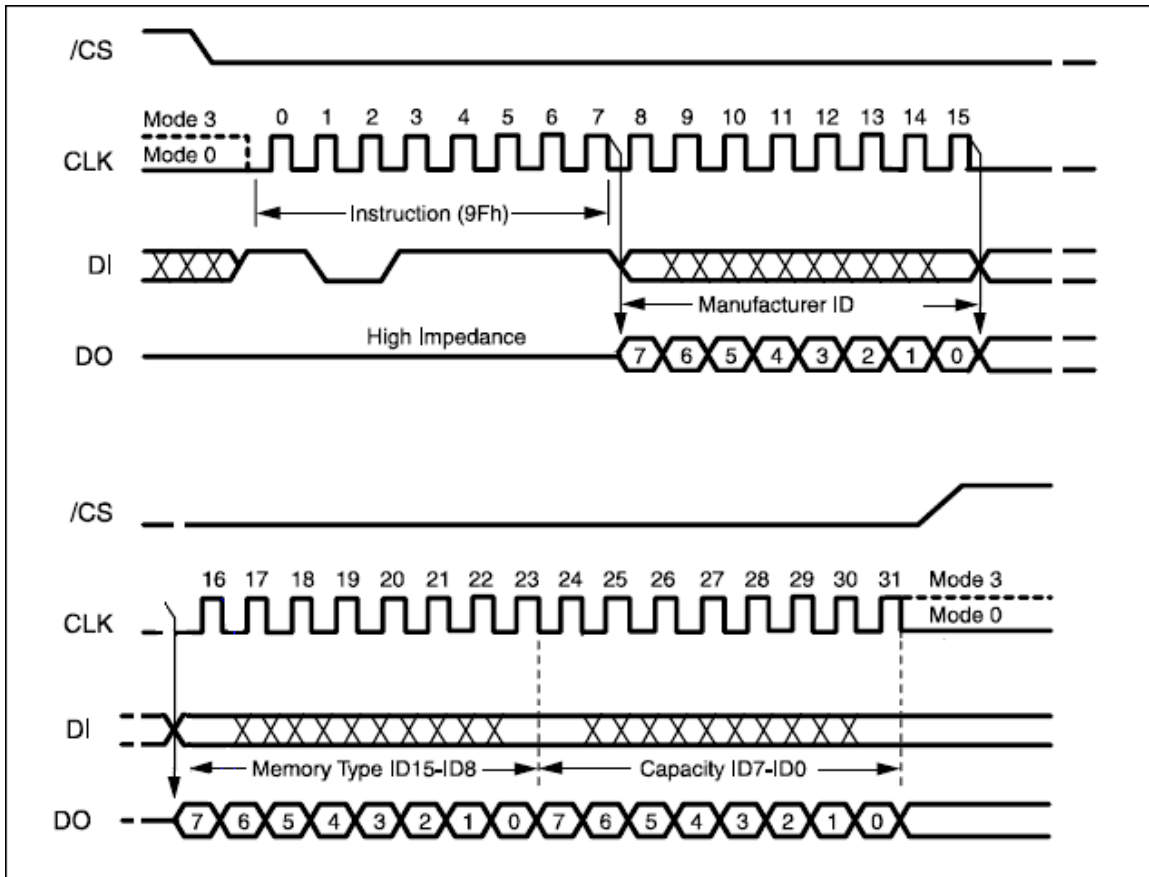 /CS
Mode 3
0 1 2 3 4 5 6 7 8 9 10 11 12 13 14 15
CLK
Mode 0
Instruction (9Fh)
DI
Manufacturer ID
High Impedance
DO
7 6 5 4 3 2 1 0
/CS
16 17 18 19 20 21 22 23 24 25 26 27 28 29 30 31
Mode 3
CLK
Mode 0
DI
Memory Type ID15-ID8
Capacity ID7-ID0
DO
7 6 5 4 3 2 1 0 7 6 5 4 3 2 1 0